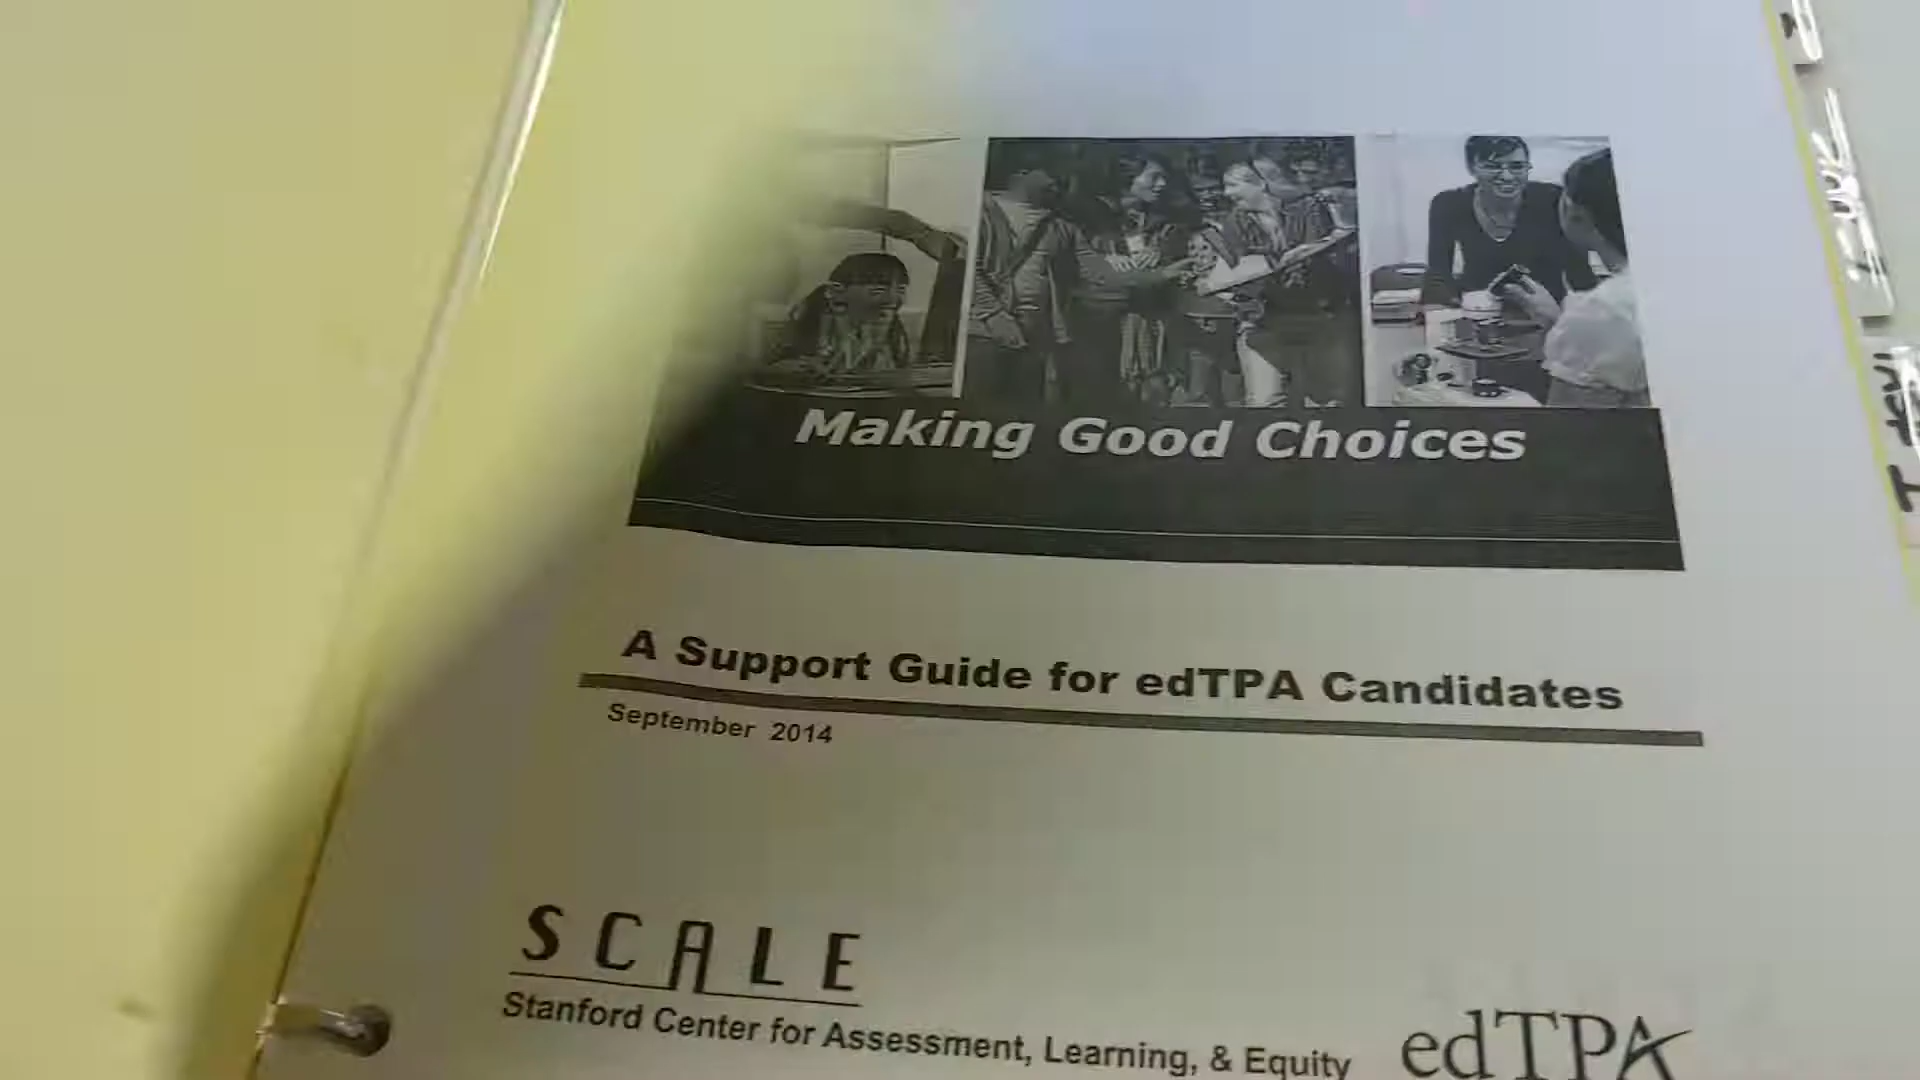 Making Good Choices
A Support Guide for edTPA Candidates
September 2014
SCALE
Stanford Center for Assessment, Learning, & Equity
edTPA